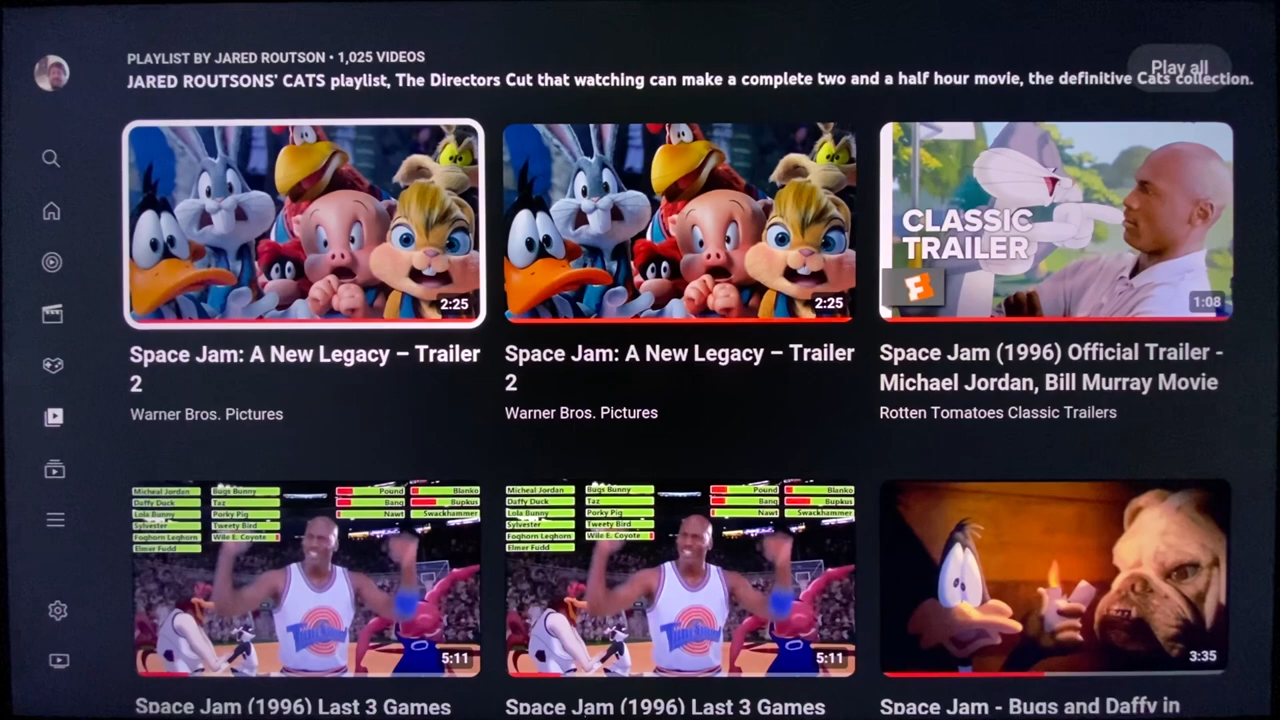 PLAYLIST BY JARED ROUTSON • 1,025 VIDEOS
JARED ROUTSONS' CATS playlist, The Directors Cut that watching can make a complete two and a half hour movie, the definitive Cats collection.
Play all
2:25
2:25
CLASSIC
TRAILER
1:08
Space Jam: A New Legacy – Trailer
2
Warner Bros. Pictures
Space Jam: A New Legacy – Trailer
2
Warner Bros. Pictures
Space Jam (1996) Official Trailer -
Michael Jordan, Bill Murray Movie
Rotten Tomatoes Classic Trailers
Micheal Jordan Bugs Bunny Pound Blanko
Daffy Duck Taz Bang Bupkus
Lola Bunny Porky Pig Nawt Swackhammer
Sylvester Tweety Bird
Foghorn Leghorn Wile E. Coyote
Elmer Fudd
5:11
Micheal Jordan Bugs Bunny Pound Blanko
Daffy Duck Taz Bang Bupkus
Lola Bunny Porky Pig Nawt Swackhammer
Sylvester Tweety Bird
Foghorn Leghorn Wile E. Coyote
Elmer Fudd
5:11
3:35
Space Jam (1996) Last 3 Games
Space Jam (1996) Last 3 Games
Space Jam - Bugs and Daffy in